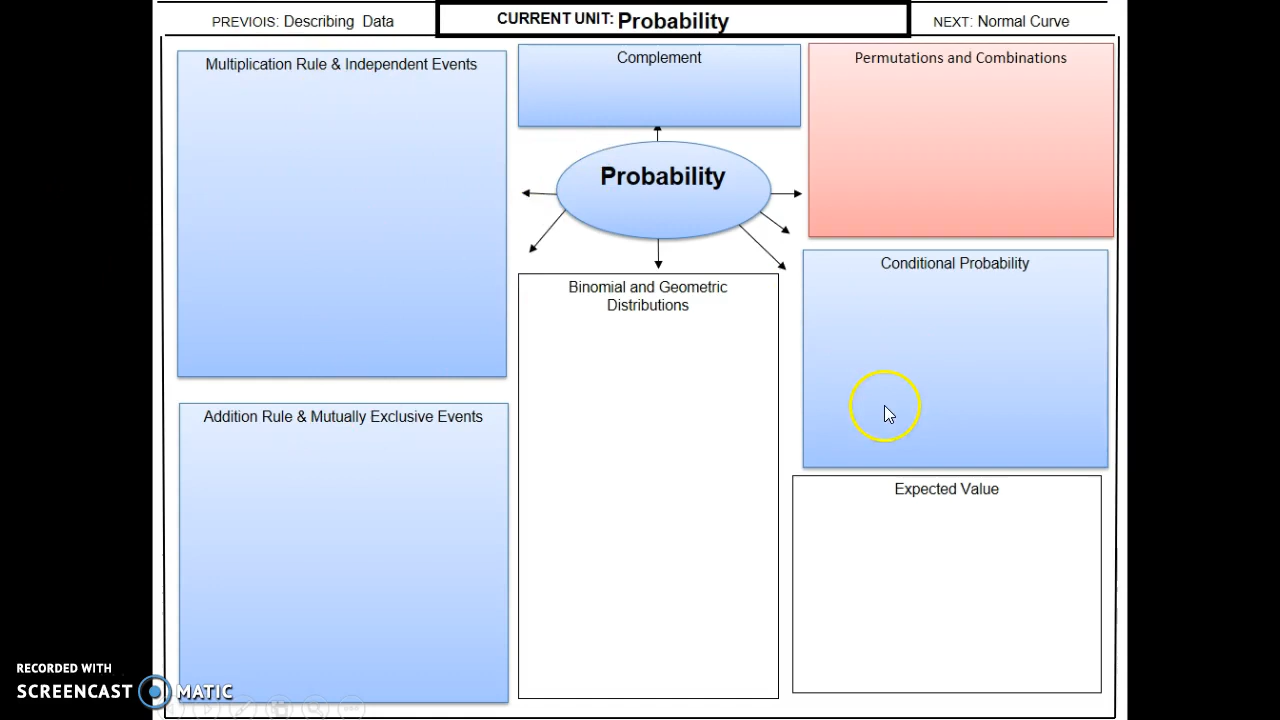 PREVIOIS: Describing Data
CURRENT UNIT: Probability
NEXT: Normal Curve
Multiplication Rule & Independent Events
Complement
Permutations and Combinations
Probability
Conditional Probability
Binomial and Geometric
Distributions
Addition Rule & Mutually Exclusive Events
Expected Value
RECORDED WITH
SCREENCAST MATIC